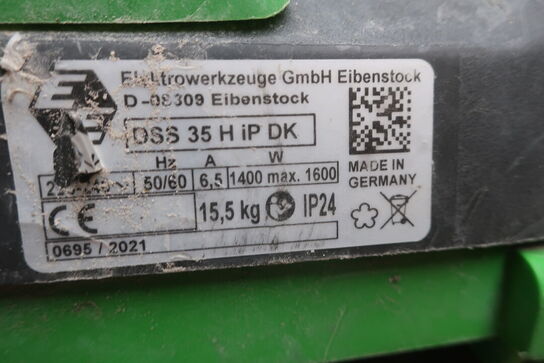 Elektrowerkzeuge GmbH Eibenstock
D-08309 Eibenstock
DSS 35 H iP DK
Hz A W
50/60 6,5 1400 max. 1600
MADE IN
GERMANY
CE 15,5 kg IP24
0695 / 2021